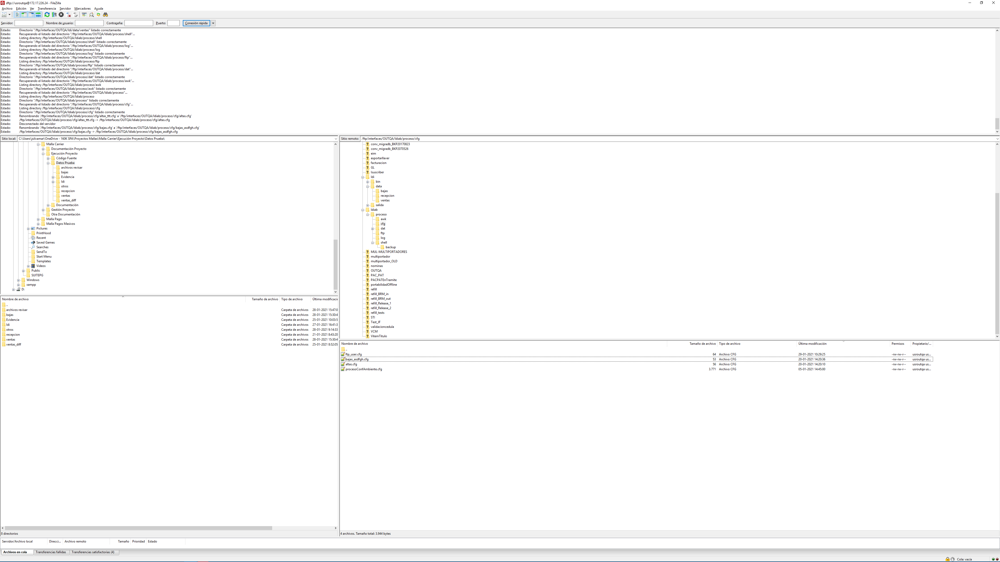 sftp://usroutqa@172.17.226.24 - FileZilla
Archivo Edición Ver Transferencia Servidor Marcadores Ayuda
Servidor: Nombre de usuario: Contraseña: Puerto: Conexión rápida
Estado: Directorio "/ftp/interfaces/OUTQA/ldi/data/ventas" listado correctamente
Estado: Recuperando el listado del directorio "/ftp/interfaces/OUTQA/ldiab/proceso/shell"...
Estado: Listing directory /ftp/interfaces/OUTQA/ldiab/proceso/shell
Estado: Directorio "/ftp/interfaces/OUTQA/ldiab/proceso/shell" listado correctamente
Estado: Recuperando el listado del directorio "/ftp/interfaces/OUTQA/ldiab/proceso/log"...
Estado: Listing directory /ftp/interfaces/OUTQA/ldiab/proceso/log
Estado: Directorio "/ftp/interfaces/OUTQA/ldiab/proceso/log" listado correctamente
Estado: Recuperando el listado del directorio "/ftp/interfaces/OUTQA/ldiab/proceso/ftp"...
Estado: Listing directory /ftp/interfaces/OUTQA/ldiab/proceso/ftp
Estado: Directorio "/ftp/interfaces/OUTQA/ldiab/proceso/ftp" listado correctamente
Estado: Recuperando el listado del directorio "/ftp/interfaces/OUTQA/ldiab/proceso/dat"...
Estado: Listing directory /ftp/interfaces/OUTQA/ldiab/proceso/dat
Estado: Directorio "/ftp/interfaces/OUTQA/ldiab/proceso/dat" listado correctamente
Estado: Recuperando el listado del directorio "/ftp/interfaces/OUTQA/ldiab/proceso/awk"...
Estado: Listing directory /ftp/interfaces/OUTQA/ldiab/proceso/awk
Estado: Directorio "/ftp/interfaces/OUTQA/ldiab/proceso/awk" listado correctamente
Estado: Recuperando el listado del directorio "/ftp/interfaces/OUTQA/ldiab/proceso"...
Estado: Listing directory /ftp/interfaces/OUTQA/ldiab/proceso
Estado: Directorio "/ftp/interfaces/OUTQA/ldiab/proceso" listado correctamente
Estado: Recuperando el listado del directorio "/ftp/interfaces/OUTQA/ldiab/proceso/cfg"...
Estado: Listing directory /ftp/interfaces/OUTQA/ldiab/proceso/cfg
Estado: Directorio "/ftp/interfaces/OUTQA/ldiab/proceso/cfg" listado correctamente
Estado: Renombrando '/ftp/interfaces/OUTQA/ldiab/proceso/cfg/altas_ttt.cfg' a '/ftp/interfaces/OUTQA/ldiab/proceso/cfg/altas.cfg'
Estado: /ftp/interfaces/OUTQA/ldiab/proceso/cfg/altas_ttt.cfg -> /ftp/interfaces/OUTQA/ldiab/proceso/cfg/altas.cfg
Estado: Desconectado del servidor
Estado: Renombrando '/ftp/interfaces/OUTQA/ldiab/proceso/cfg/bajas.cfg' a '/ftp/interfaces/OUTQA/ldiab/proceso/cfg/bajas_asdfgh.cfg'
Estado: /ftp/interfaces/OUTQA/ldiab/proceso/cfg/bajas.cfg -> /ftp/interfaces/OUTQA/ldiab/proceso/cfg/bajas_asdfgh.cfg
Sitio local: C:\Users\jsilvamar\OneDrive - 160K SPA\Proyectos Mallas\Malla Carrier\Ejecución Proyecto\Datos Prueba\
Malla Carrier
Documentación Proyecto
Ejecución Proyecto
Código Fuente
Datos Prueba
archivos revisar
bajas
Evidencia
ldi
otros
recepcion
ventas
ventas_diff
Documentación
Gestión Proyecto
Otra Documentación
Malla Pago
Malla Pagos Masivos
Pictures
PrintHood
Recent
Saved Games
Searches
SendTo
Start Menu
Templates
Videos
Public
SUITEPG
Windows
xampp
D:
Nombre de archivo Tamaño de archivo Tipo de archivo Última modificaci
..
archivos revisar Carpeta de archivos 28-01-2021 15:47:0
bajas Carpeta de archivos 28-01-2021 15:30:4
Evidencia Carpeta de archivos 25-01-2021 10:03:5
ldi Carpeta de archivos 27-01-2021 16:41:3
otros Carpeta de archivos 28-01-2021 9:14:33
recepcion Carpeta de archivos 21-01-2021 8:43:20
ventas Carpeta de archivos 28-01-2021 15:30:4
ventas_diff Carpeta de archivos 25-01-2021 8:52:05
8 directorios
Sitio remoto: /ftp/interfaces/OUTQA/ldiab/proceso/cfg
conv_migradb_BKP20170823
conv_migradb_BKP2070526
eim
exportarllaver
facturacion
GL
lsuscriber
ldi
bin
data
bajas
recepcion
ventas
salida
ldiab
proceso
awk
cfg
dat
ftp
log
shell
backup
MUL-MULTIPORTADORES
multiportador
multiportador_OLD
nominas
OUTQA
PAC_PAT
PACPATEnTramite
portabilidadOffline
refill
refill_BRM_in
refill_BRM_out
refill_Release_1
refill_Release_2
refill_tests
STI
Test_JF
validacioncedula
VCM
VitemTitulo
Nombre de archivo Tamaño de archivo Tipo de archivo Última modificación Permisos Propietario/...
..
ftp_user.cfg 64 Archivo CFG 29-01-2021 10:29:25 -rw-rw-r-- usroutqa us...
bajas_asdfgh.cfg 53 Archivo CFG 20-01-2021 14:20:36 -rw-rw-r-- usroutqa us...
altas.cfg 56 Archivo CFG 20-01-2021 14:20:10 -rw-rw-r-- usroutqa us...
procesoConfAmbiente.cfg 3.771 Archivo CFG 05-01-2021 14:45:00 -rw-rw-r-- usroutqa us...
4 archivos. Tamaño total: 3.944 bytes
Servidor/Archivo local Direcci... Archivo remoto Tamaño Prioridad Estado
Archivos en cola Transferencias fallidas Transferencias satisfactorias (4)
Cola: vacía